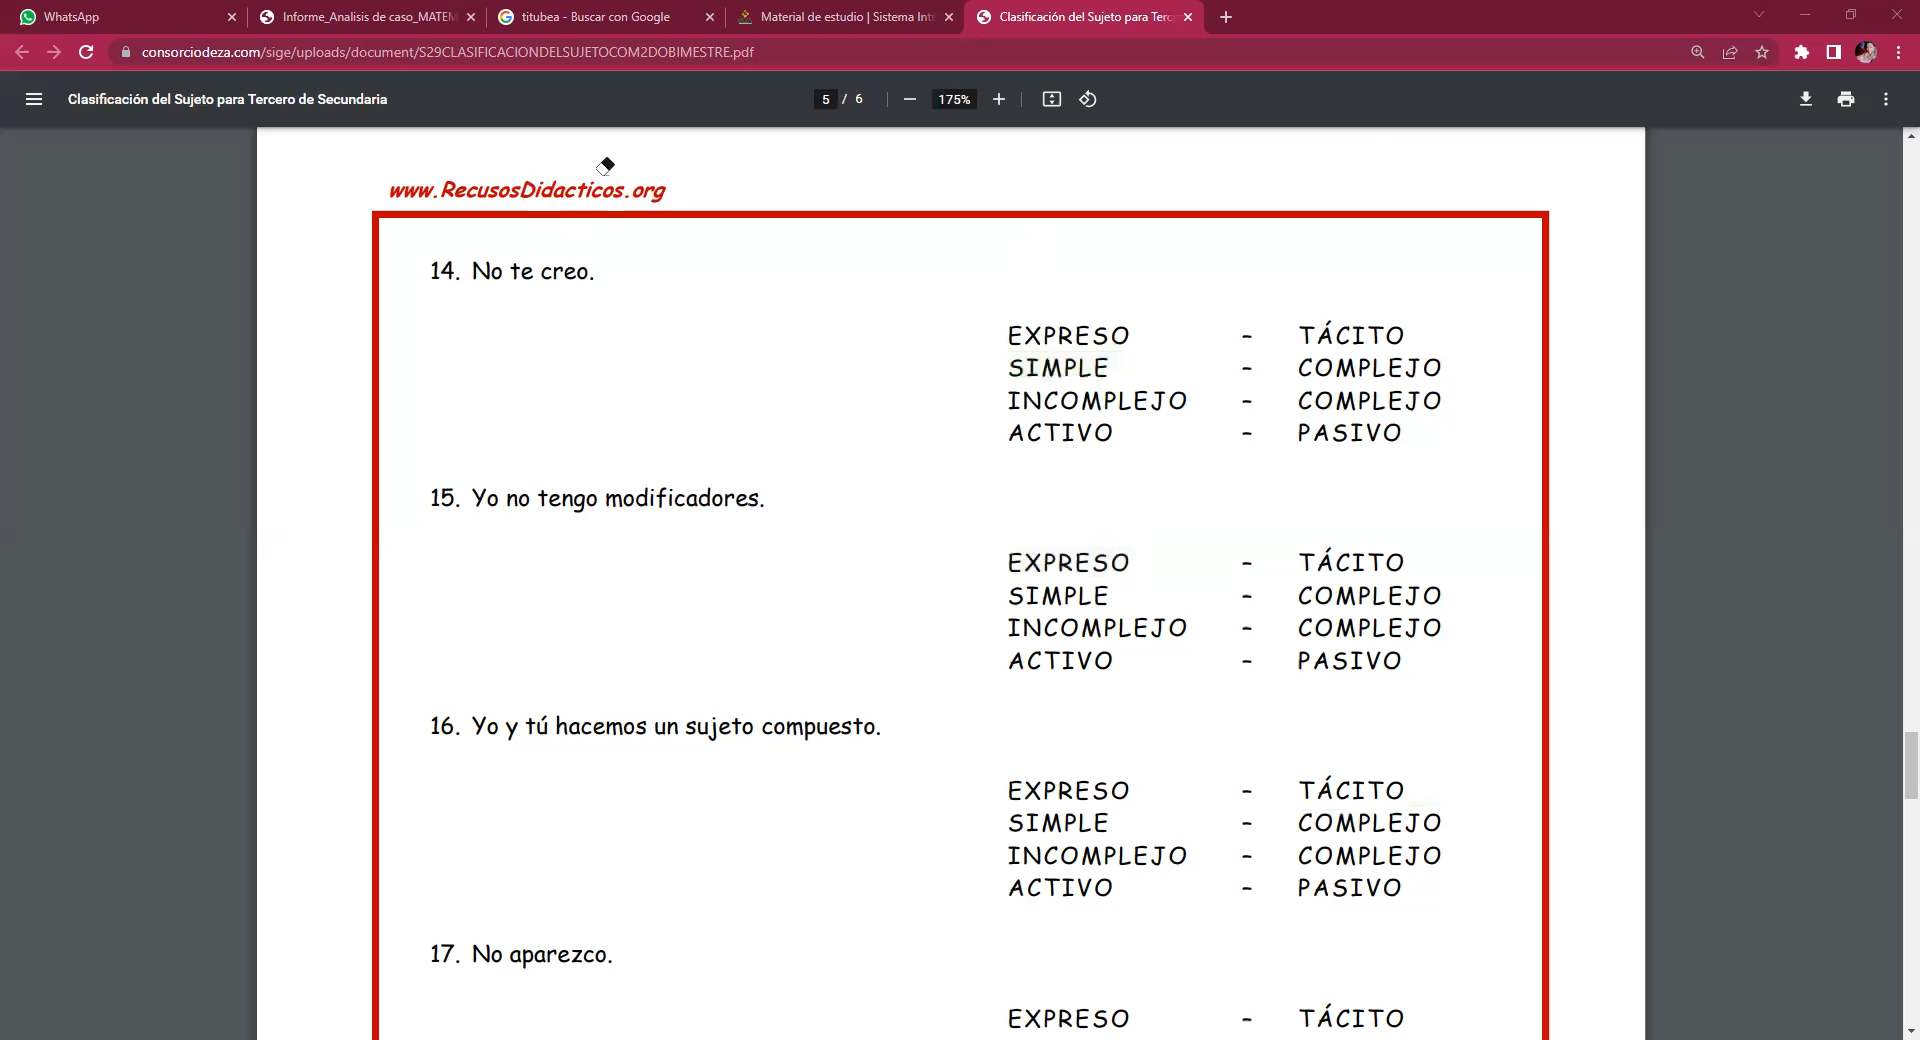 WhatsApp
Informe_Analisis de caso_MATEM
titubea - Buscar con Google
Material de estudio | Sistema Inte
Clasificación del Sujeto para Terc
consorciodeza.com/sige/uploads/document/S29CLASIFICACIONDELSUJETOCOM2DOBIMESTRE.pdf
Clasificación del Sujeto para Tercero de Secundaria
5 / 6
175%
www.RecusosDidacticos.org
14. No te creo.
EXPRESO - TÁCITO
SIMPLE - COMPLEJO
INCOMPLEJO - COMPLEJO
ACTIVO - PASIVO
15. Yo no tengo modificadores.
EXPRESO - TÁCITO
SIMPLE - COMPLEJO
INCOMPLEJO - COMPLEJO
ACTIVO - PASIVO
16. Yo y tú hacemos un sujeto compuesto.
EXPRESO - TÁCITO
SIMPLE - COMPLEJO
INCOMPLEJO - COMPLEJO
ACTIVO - PASIVO
17. No aparezco.
EXPRESO - TÁCITO